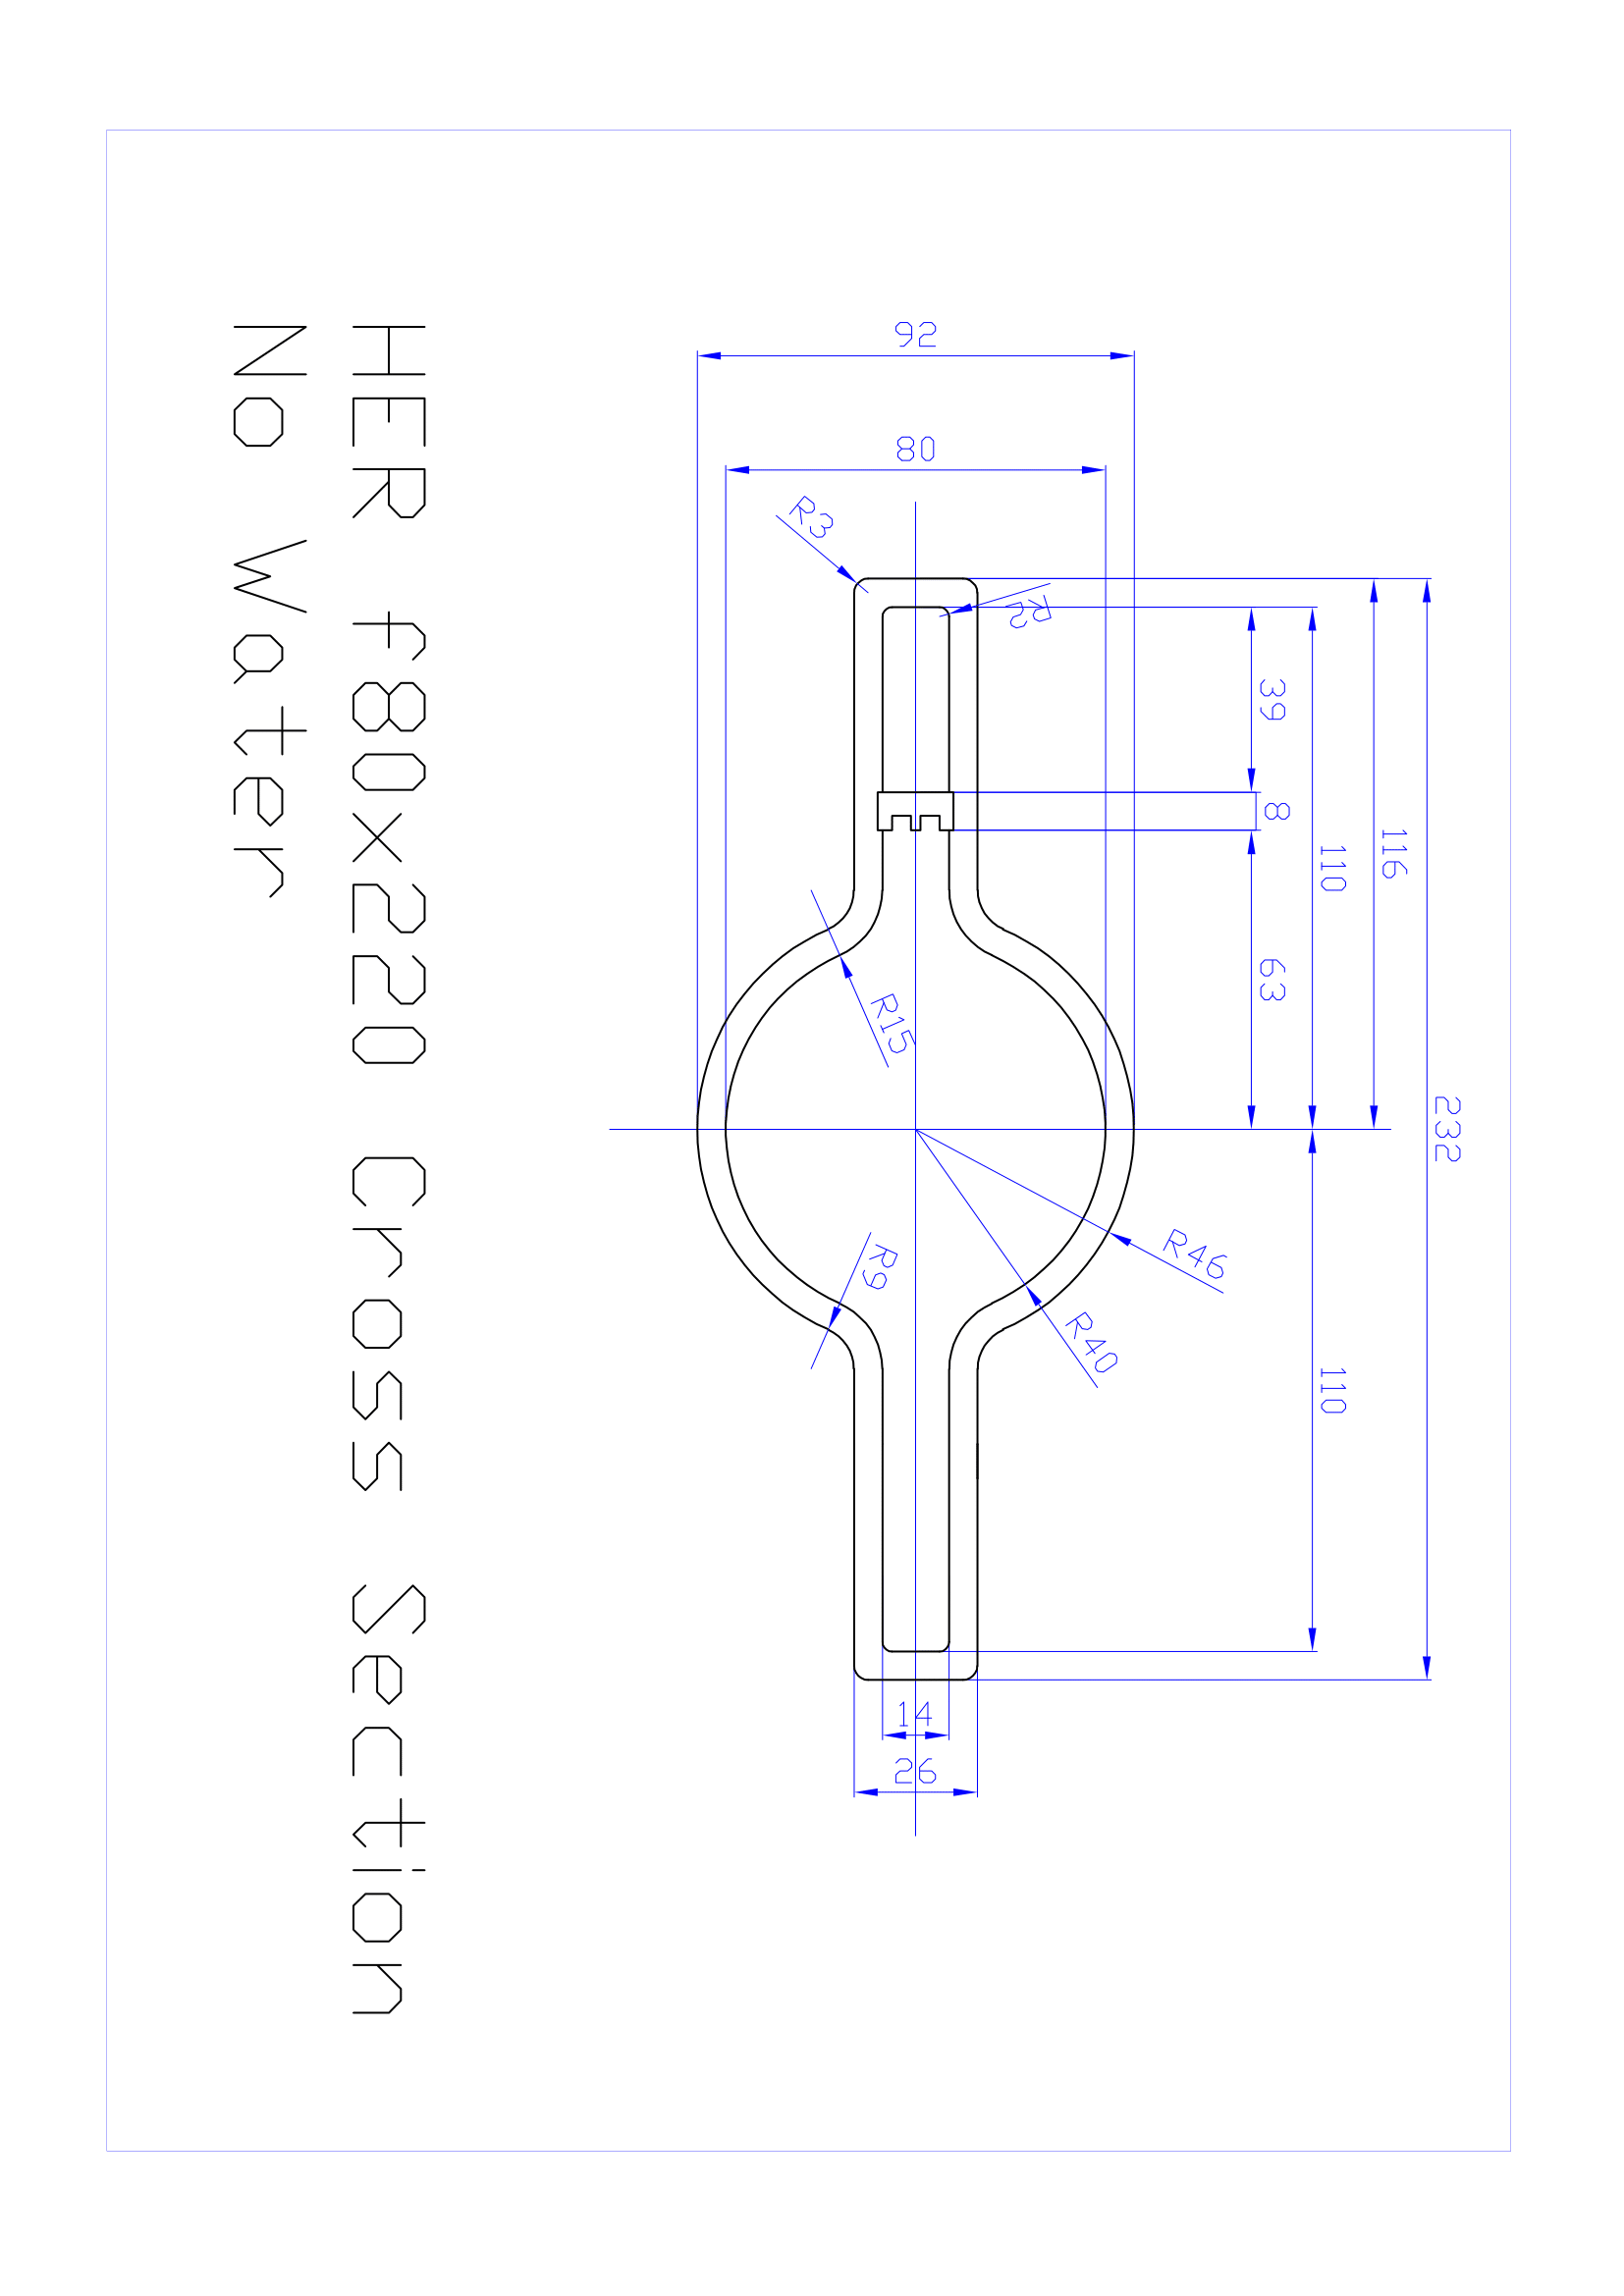 HER f80x220 Cross Section
No Water
92
80
R3
R2
39
8
110
116
63
232
R15
R46
R9
R40
110
14
26